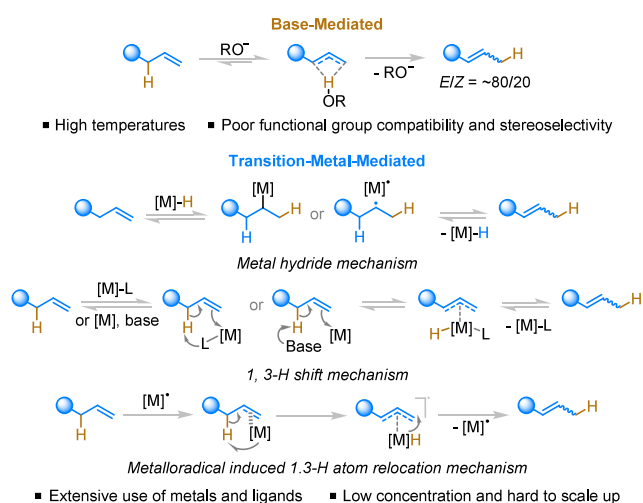 Base-Mediated
RO⁻
- RO⁻
H
H
H
OR
E/Z = ~80/20
▪ High temperatures ▪ Poor functional group compatibility and stereoselectivity
Transition-Metal-Mediated
[M]-H
[M]
H
H
or
[M]•
H
H
- [M]-H
H
Metal hydride mechanism
H
[M]-L
or [M], base
H
L
[M]
or
H
Base
[M]
H
[M]
L
- [M]-L
H
1, 3-H shift mechanism
H
[M]•
H
[M]
[M]H
•
- [M]•
H
Metalloradical induced 1.3-H atom relocation mechanism
▪ Extensive use of metals and ligands ▪ Low concentration and hard to scale up